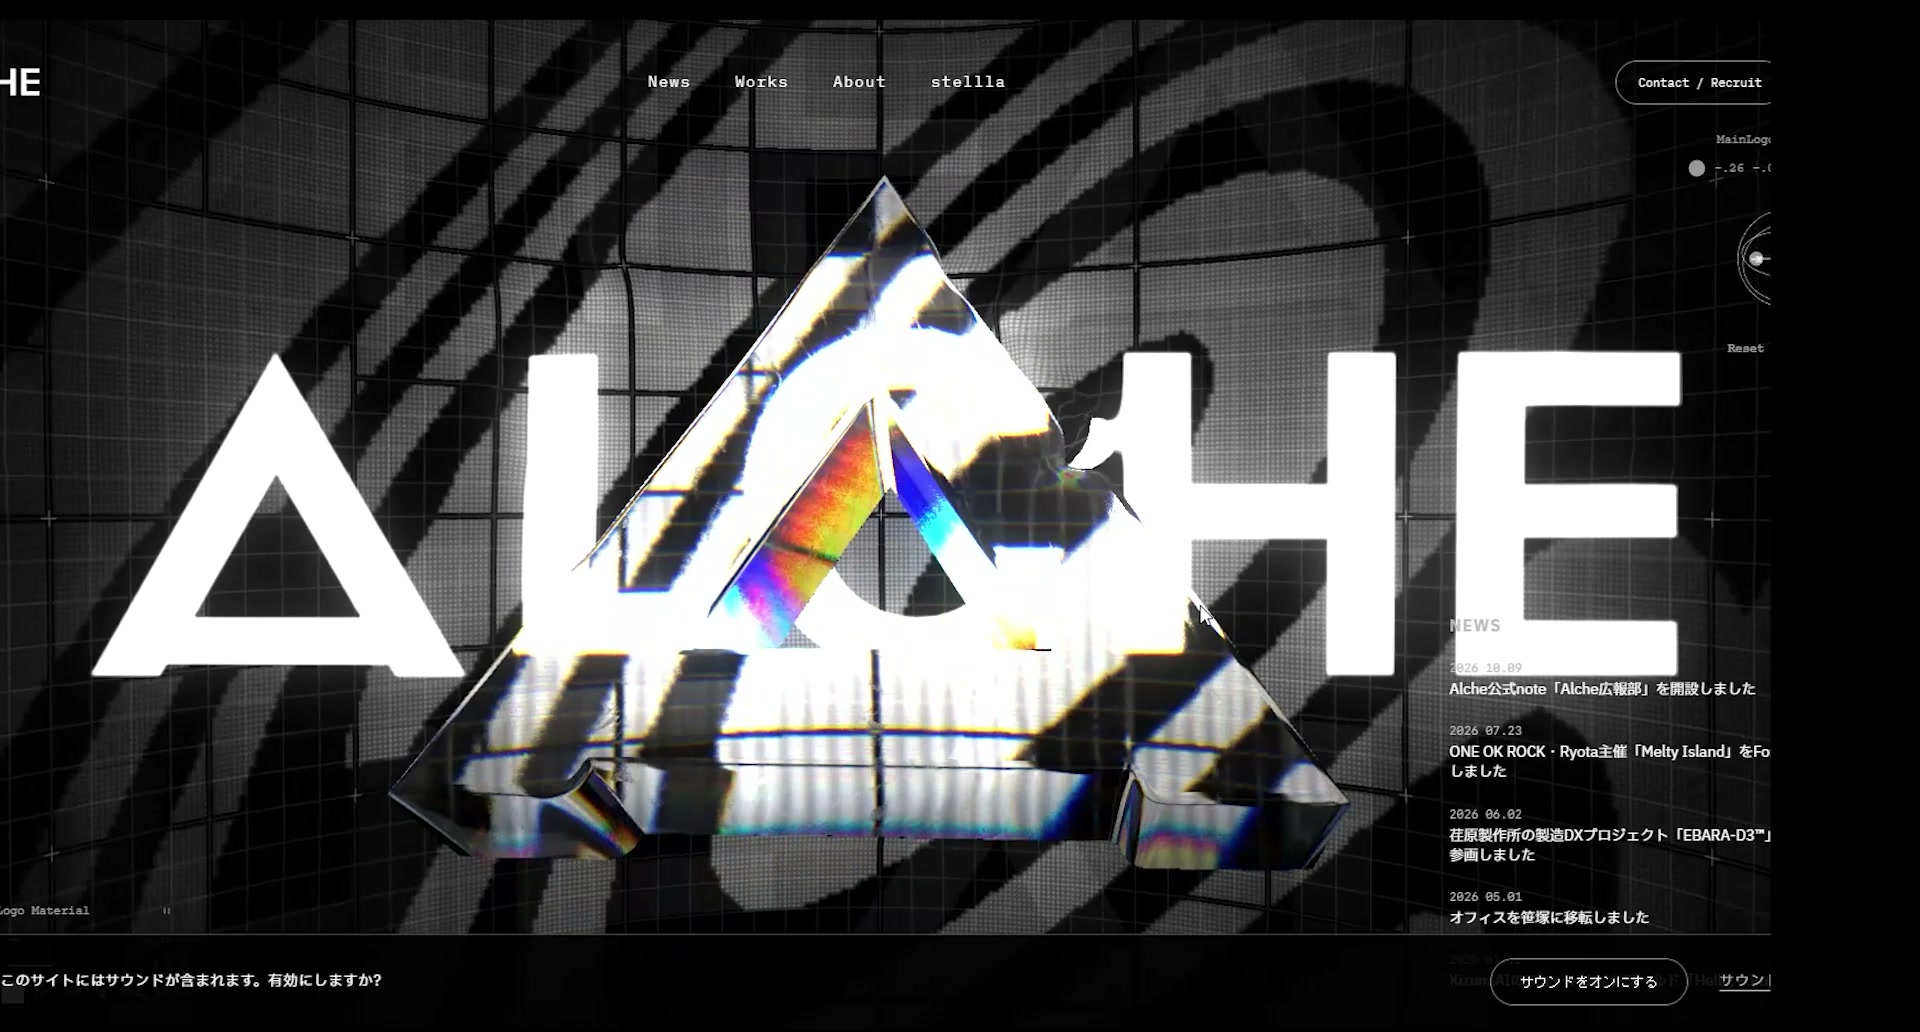 HE
News
Works
About
stellla
Contact / Recruit
MainLogo
-.26
Reset
ALCHE
NEWS
2026 10.09
Alche公式note「Alche広報部」を開設しました
2026 07.23
ONE OK ROCK・Ryota主催「Melty Island」をFo
しました
2026 06.02
荏原製作所の製造DXプロジェクト「EBARA-D3™」
参画しました
2026 05.01
オフィスを笹塚に移転しました
Logo Material
このサイトにはサウンドが含まれます。有効にしますか?
サウンドをオンにする
サウン